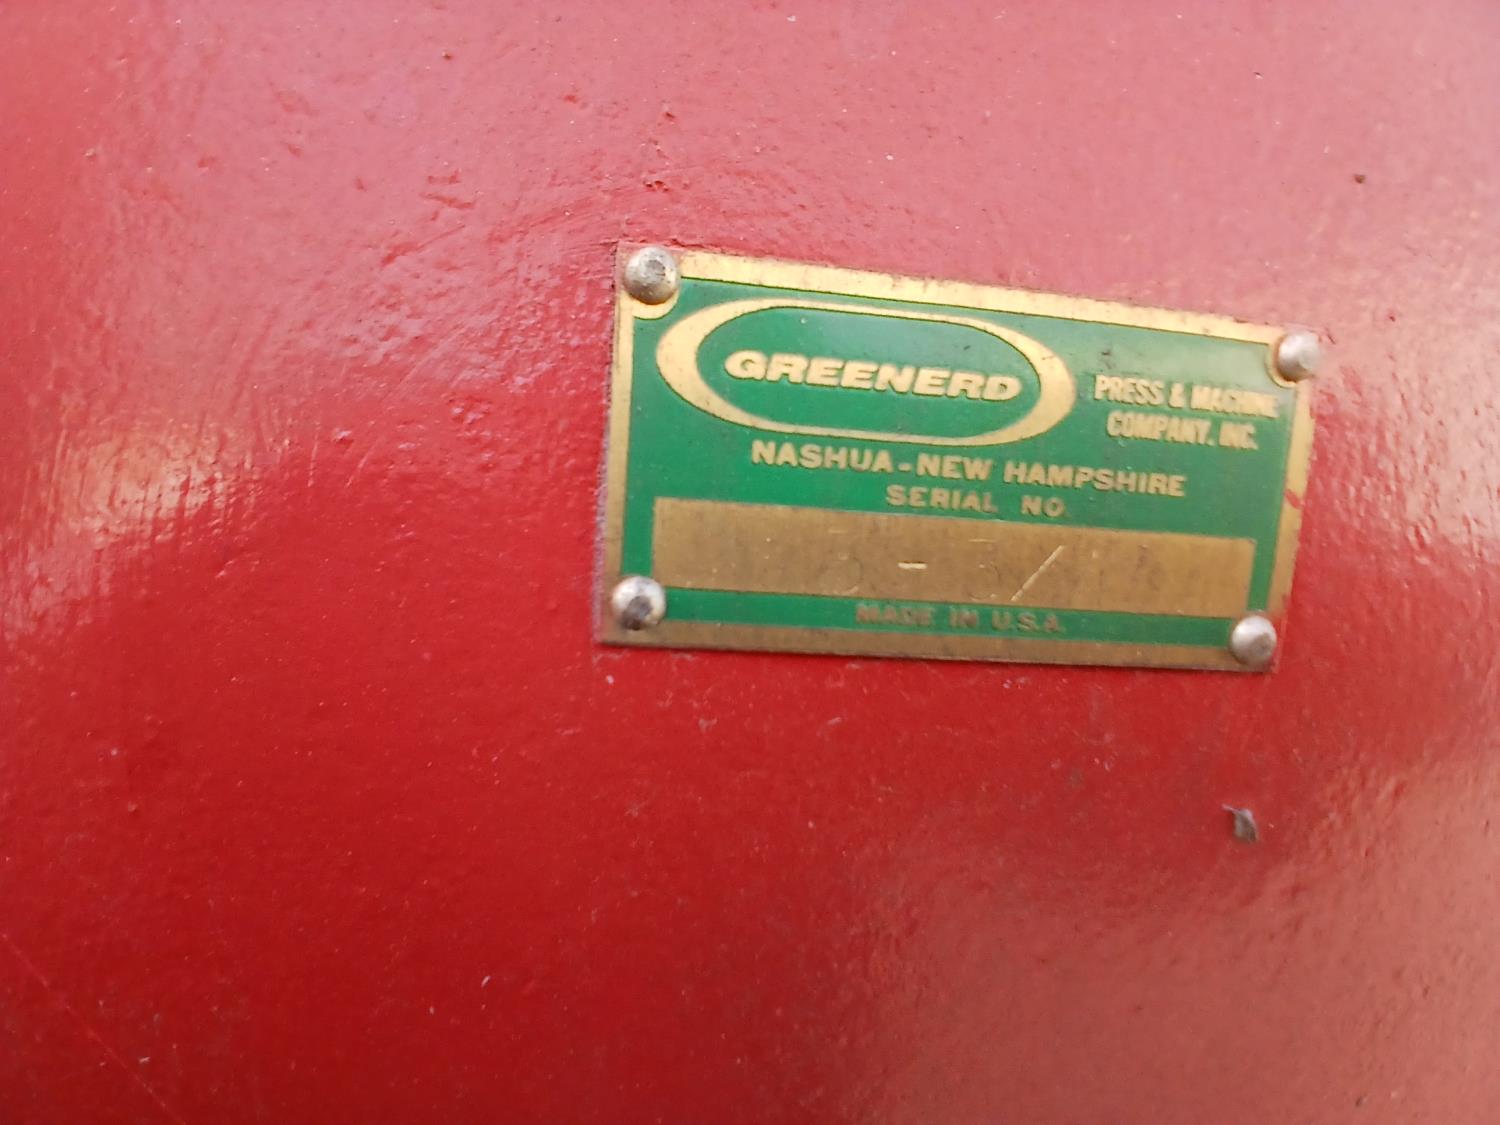 GREENERD
PRESS & MACHINE
COMPANY, INC.
NASHUA-NEW HAMPSHIRE
SERIAL NO.
MADE IN U.S.A.